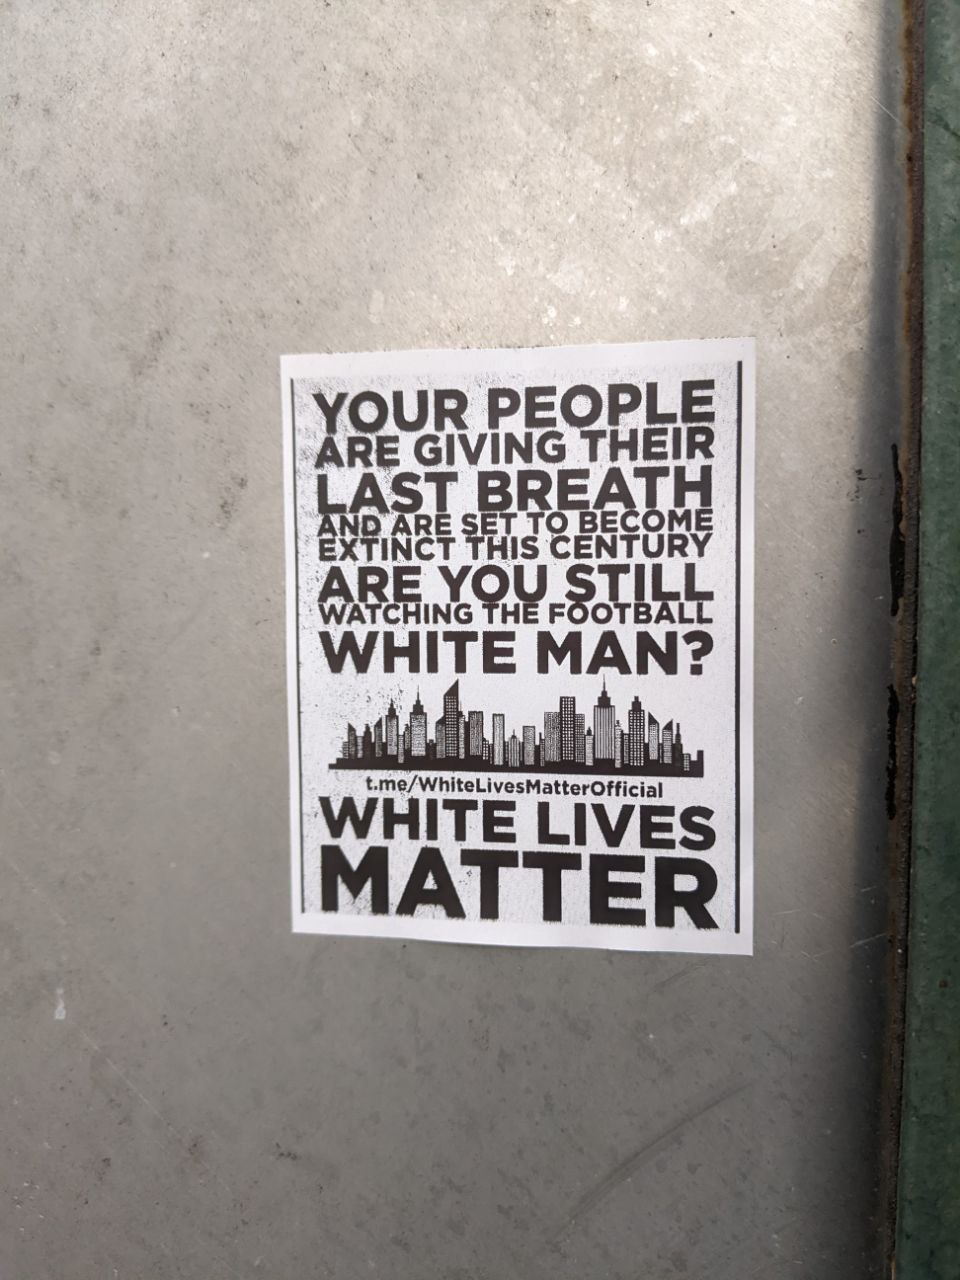 YOUR PEOPLE
ARE GIVING THEIR
LAST BREATH
AND ARE SET TO BECOME
EXTINCT THIS CENTURY
ARE YOU STILL
WATCHING THE FOOTBALL
WHITE MAN?
t.me/WhiteLivesMatterOfficial
WHITE LIVES
MATTER